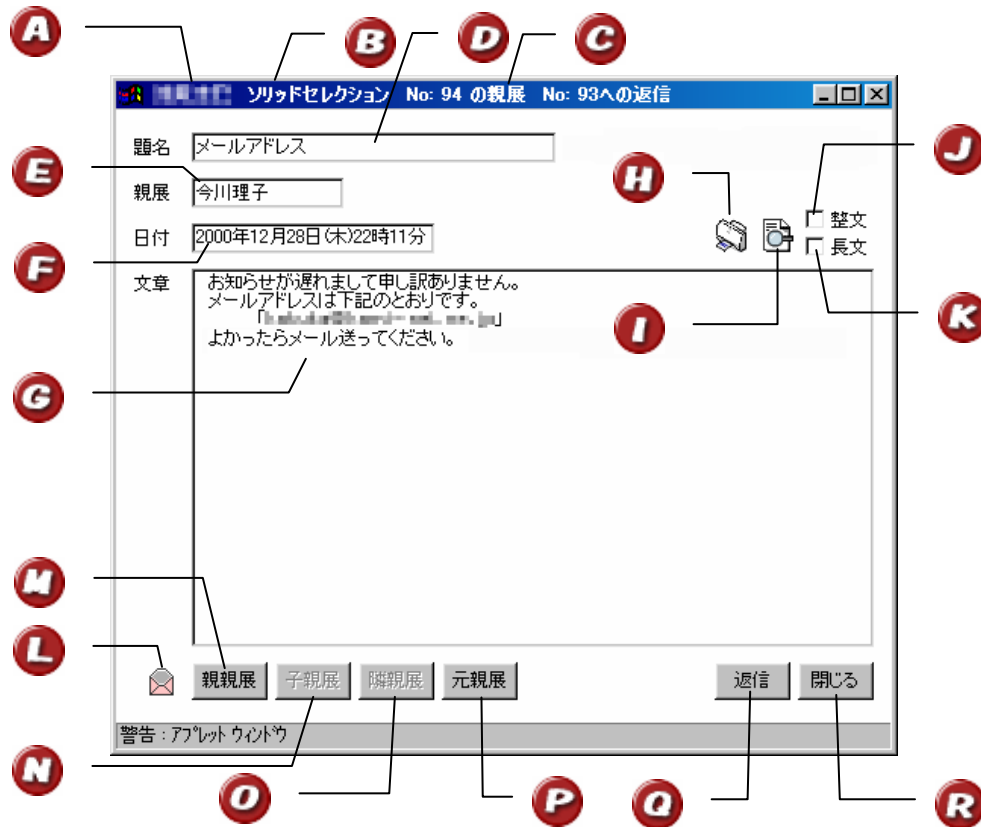 A
B
D
C
ソリッドセレクション No: 94 の親展 No: 93への返信
題名 メールアドレス
E
H
J
親展 今川理子
整文
日付 2000年12月28日(木)22時11分
長文
F
文章
お知らせが遅れまして申し訳ありません。
メールアドレスは下記のとおりです。
「 」
よかったらメール送ってください。
I
K
G
M
L
親親展 子親展 隣親展 元親展 返信 閉じる
警告 : アプレット ウィンドウ
N
O
P
Q
R